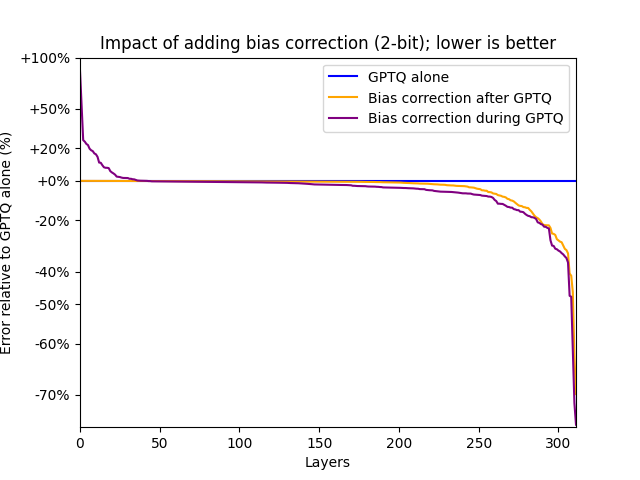 Impact of adding bias correction (2-bit); lower is better
Error relative to GPTQ alone (%)
+100%
+50%
+20%
+0%
-20%
-40%
-50%
-60%
-70%
GPTQ alone
Bias correction after GPTQ
Bias correction during GPTQ
0 50 100 150 200 250 300
Layers